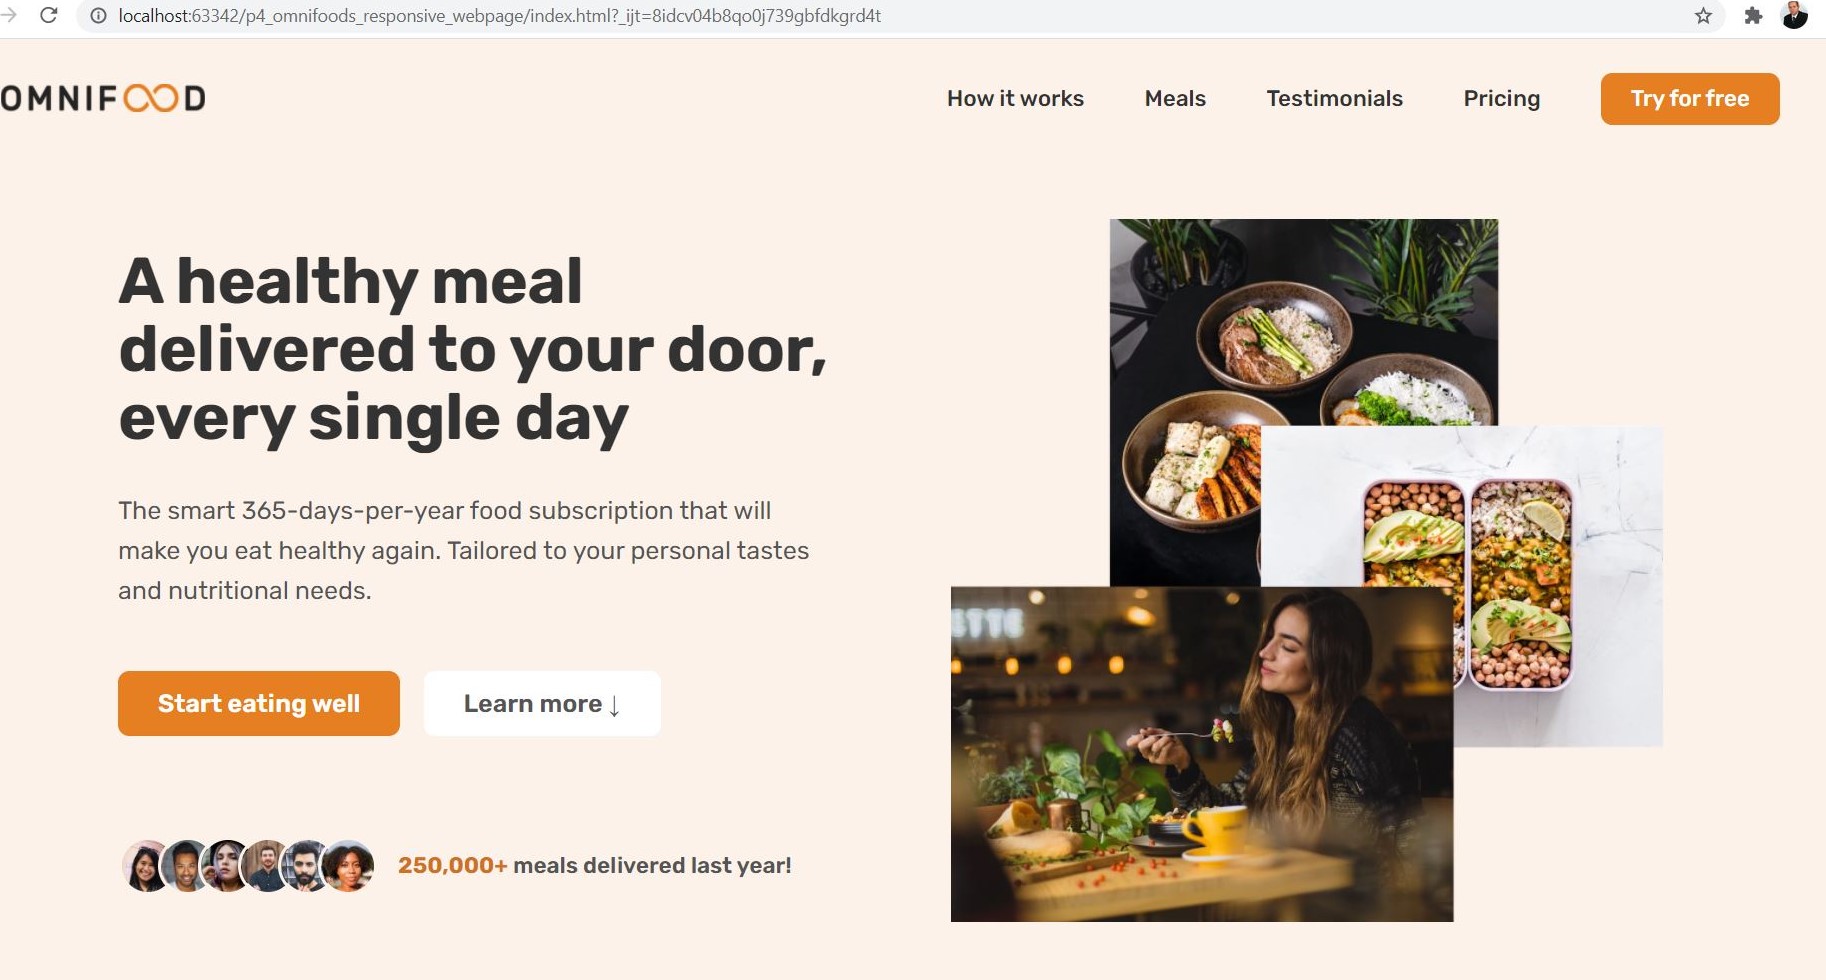 localhost:63342/p4_omnifoods_responsive_webpage/index.html?_ijt=8idcv04b8qo0j739gbfdkgrd4t
OMNIFOOD
How it works Meals Testimonials Pricing Try for free
A healthy meal
delivered to your door,
every single day
The smart 365-days-per-year food subscription that will
make you eat healthy again. Tailored to your personal tastes
and nutritional needs.
Start eating well Learn more ↓
250,000+ meals delivered last year!
ETTE